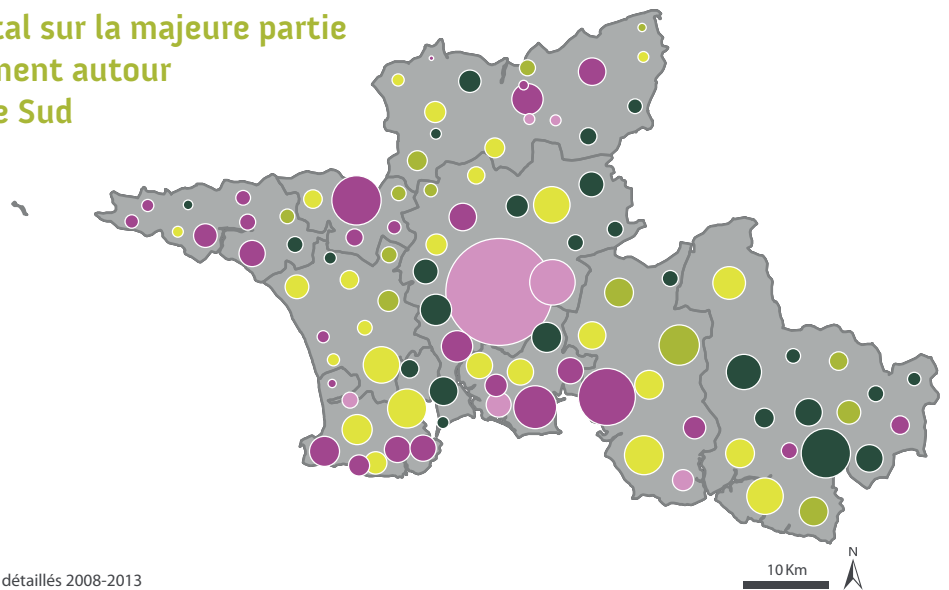 tal sur la majeure partie
ment autour
e Sud
détaillés 2008-2013
10 Km
N